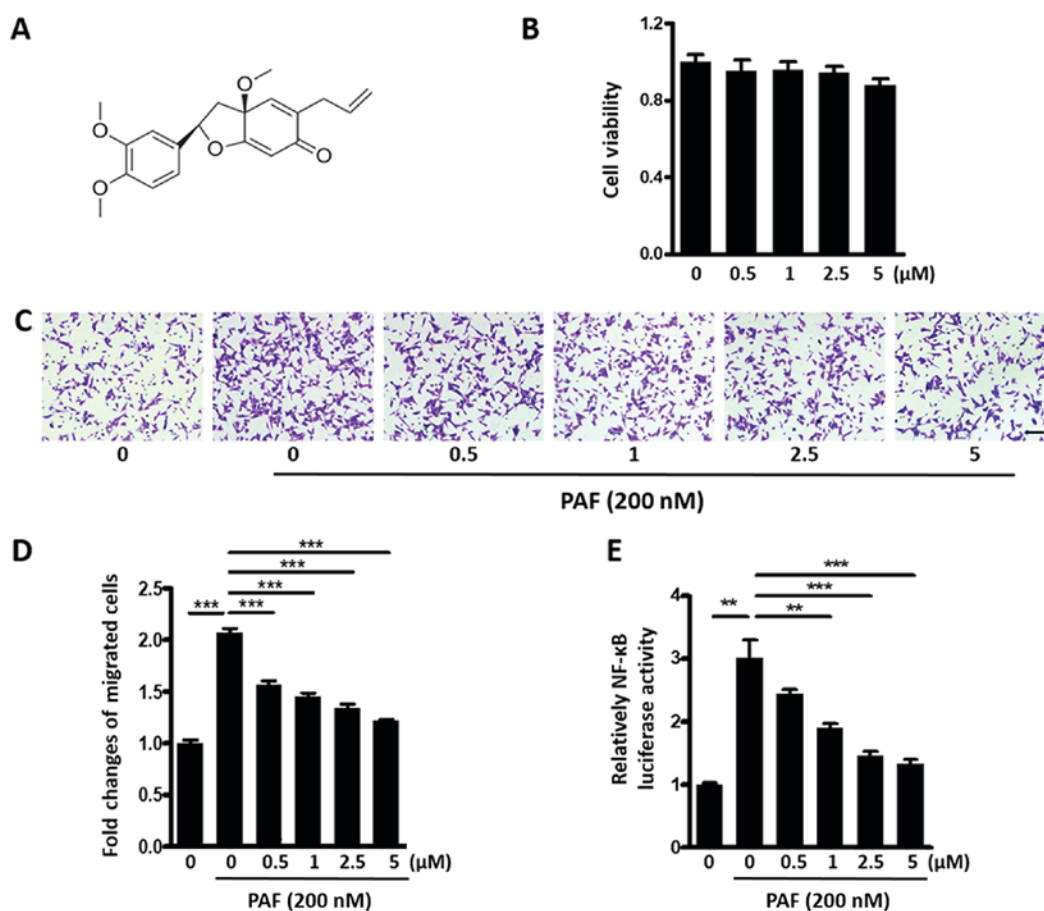 A
O
O
O
O
O
B
Cell viability
1.2
0.8
0.4
0.0
0 0.5 1 2.5 5 (µM)
C
0 0 0.5 1 2.5 5
PAF (200 nM)
D
Fold changes of migrated cells
2.5
2.0
1.5
1.0
0.5
0.0
***
***
***
*** ***
0 0 0.5 1 2.5 5 (µM)
PAF (200 nM)
E
Relatively NF-κB
luciferase activity
4
3
2
1
0
***
***
** **
0 0 0.5 1 2.5 5 (µM)
PAF (200 nM)